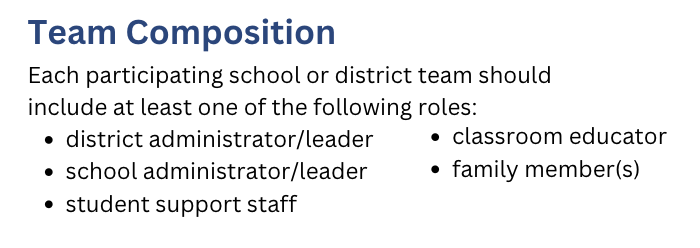 Team Composition
Each participating school or district team should
include at least one of the following roles:
• district administrator/leader
• school administrator/leader
• student support staff
• classroom educator
• family member(s)